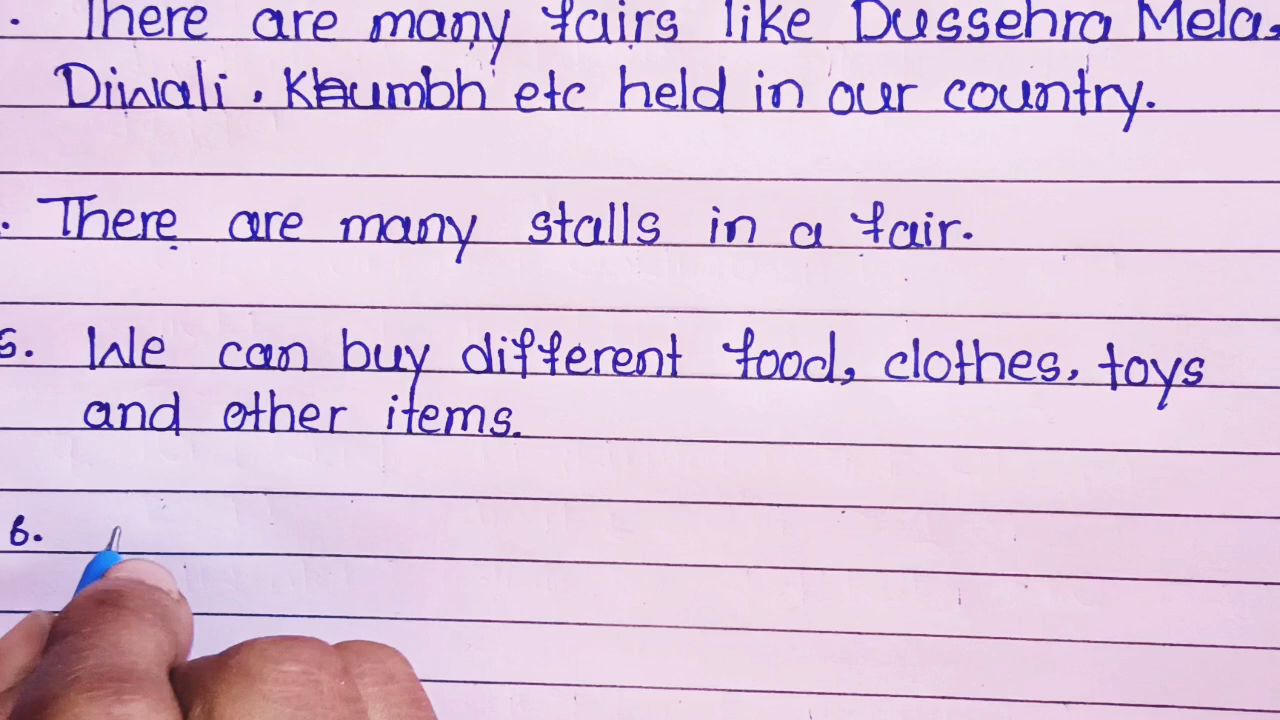 . There are many fairs like Dussehra Mela,
Diwali, Khumbh etc held in our country.
. There are many stalls in a fair.
5. We can buy different food, clothes, toys
and other items.
6.